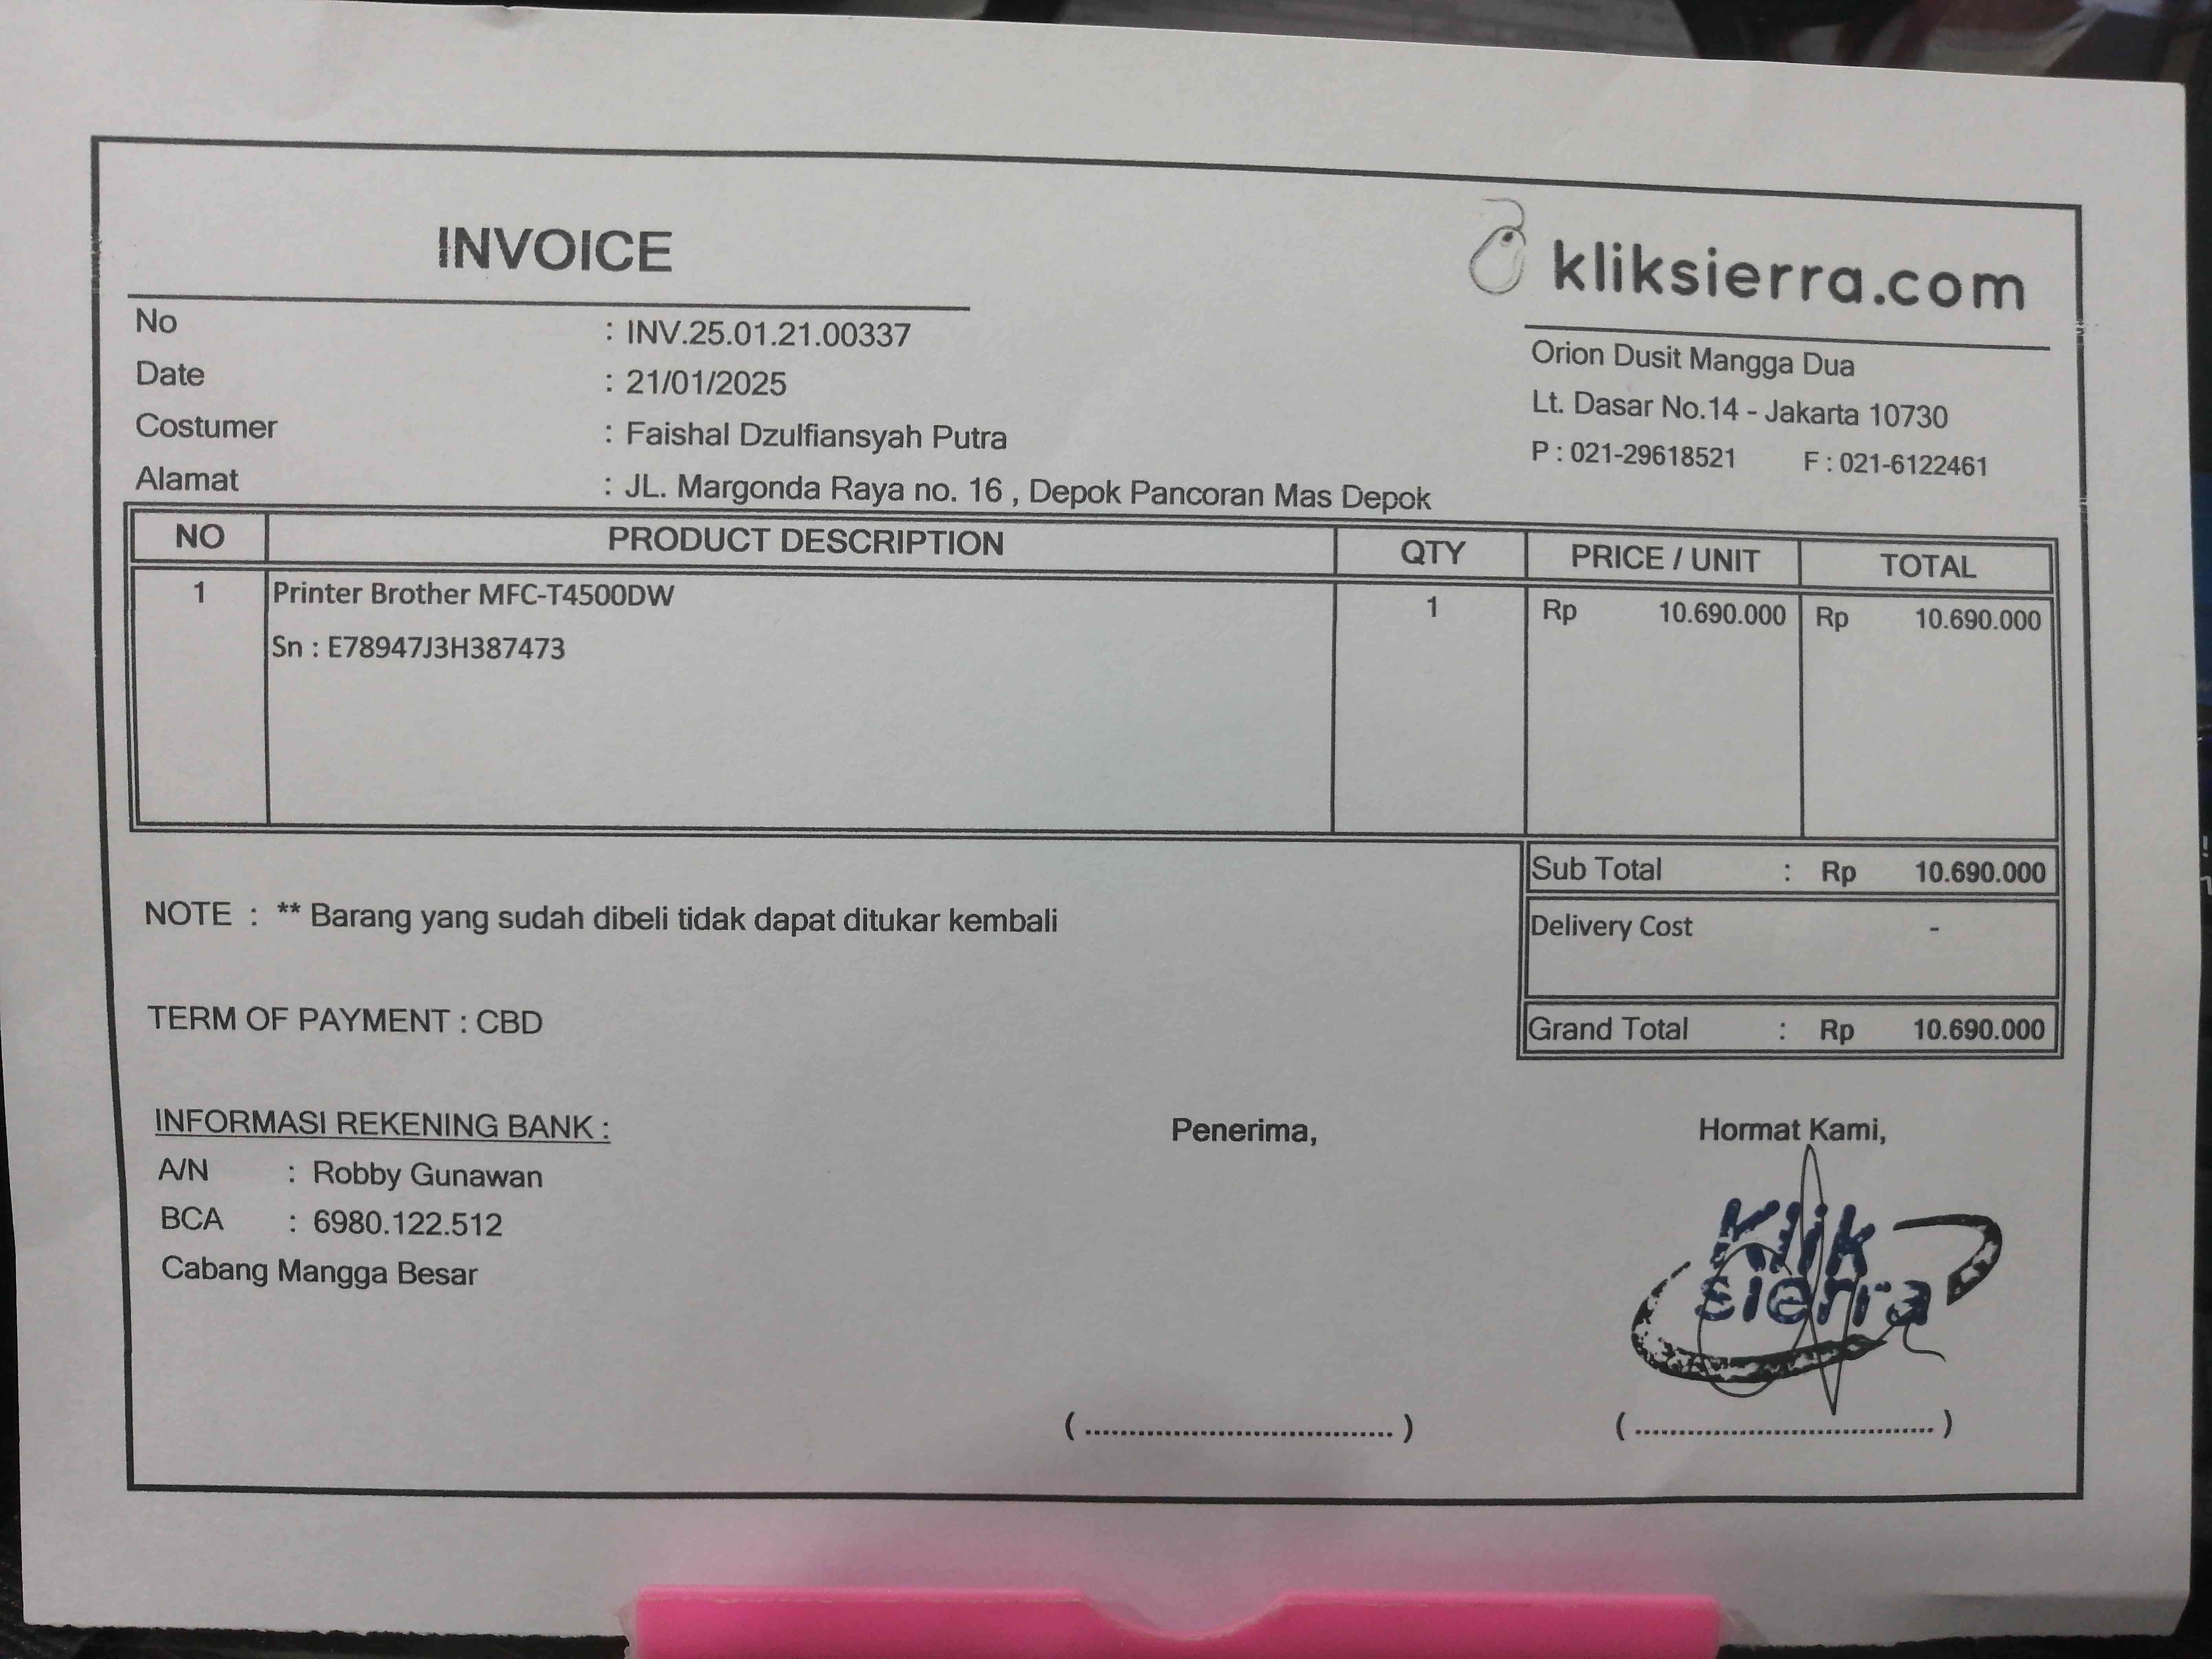 INVOICE
kliksierra.com
No : INV.25.01.21.00337
Date : 21/01/2025
Costumer : Faishal Dzulfiansyah Putra
Alamat : JL. Margonda Raya no. 16 , Depok Pancoran Mas Depok
Orion Dusit Mangga Dua
Lt. Dasar No.14 - Jakarta 10730
P : 021-29618521 F : 021-6122461
NO PRODUCT DESCRIPTION QTY PRICE / UNIT TOTAL
1 Printer Brother MFC-T4500DW 1 Rp 10.690.000 Rp 10.690.000
Sn : E78947J3H387473
Sub Total : Rp 10.690.000
Delivery Cost -
Grand Total : Rp 10.690.000
NOTE : ** Barang yang sudah dibeli tidak dapat ditukar kembali
TERM OF PAYMENT : CBD
INFORMASI REKENING BANK :
A/N : Robby Gunawan
BCA : 6980.122.512
Cabang Mangga Besar
Penerima,
Hormat Kami,
Klik
sierra
(....................................)
(....................................)